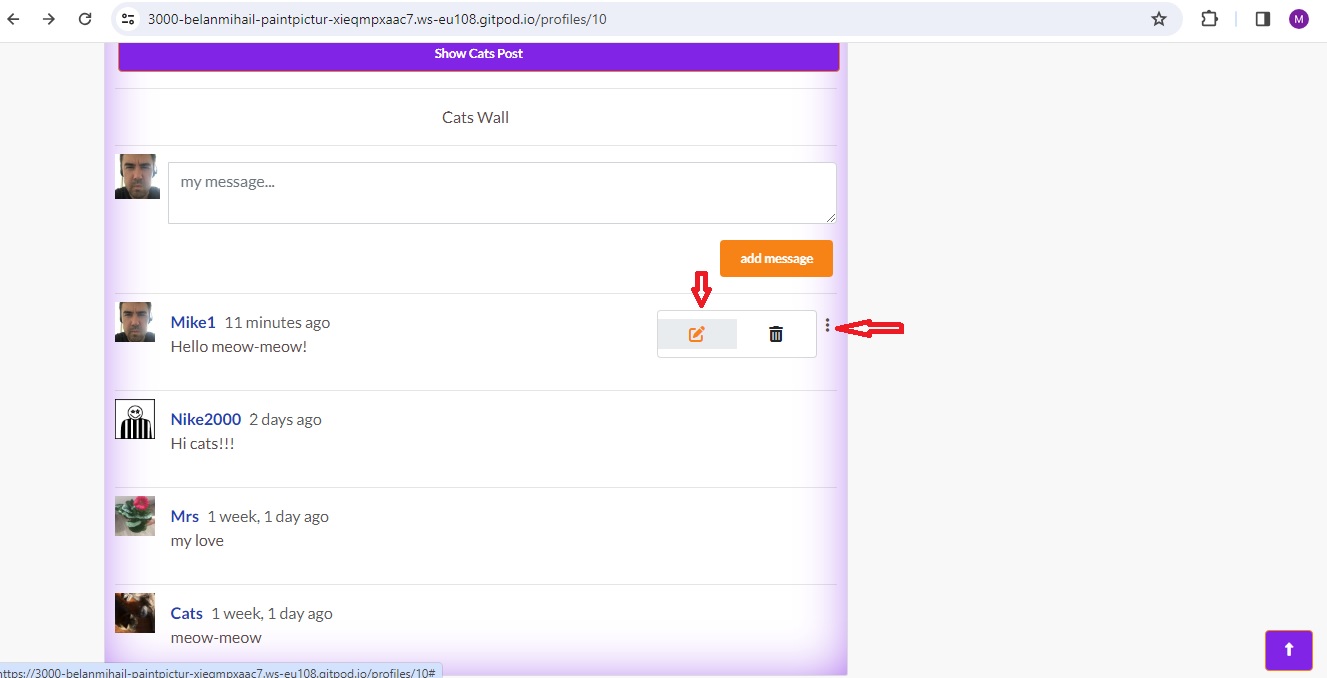 3000-belanmihail-paintpictur-xieqmpxaac7.ws-eu108.gitpod.io/profiles/10
M
Show Cats Post
Cats Wall
my message...
add message
Mike1 11 minutes ago
Hello meow-meow!
Nike2000 2 days ago
Hi cats!!!
Mrs 1 week, 1 day ago
my love
Cats 1 week, 1 day ago
meow-meow
https://3000-belanmihail-paintpictur-xieqmpxaac7.ws-eu108.gitpod.io/profiles/10#